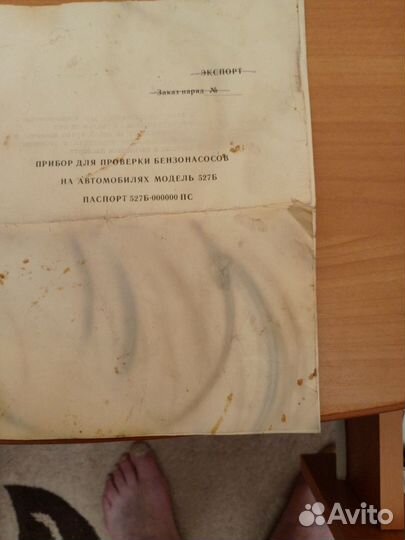 ЭКСПОРТ
Заказ-наряд №
ПРИБОР ДЛЯ ПРОВЕРКИ БЕНЗОНАСОСОВ
НА АВТОМОБИЛЯХ МОДЕЛЬ 527Б
ПАСПОРТ 527Б-000000 ПС
Avito